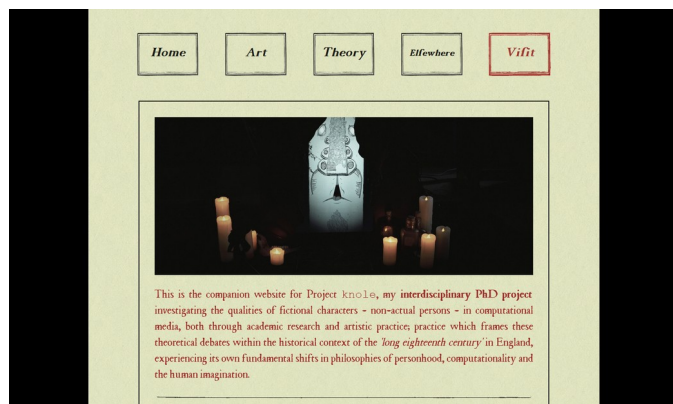 Home
Art
Theory
Elſewhere
Viſit
This is the companion website for Project knole, my interdisciplinary PhD project
investigating the qualities of fictional characters - non-actual persons - in computational
media, both through academic research and artistic practice; practice which frames these
theoretical debates within the historical context of the 'long eighteenth century' in England,
experiencing its own fundamental shifts in philosophies of personhood, computationality and
the human imagination.